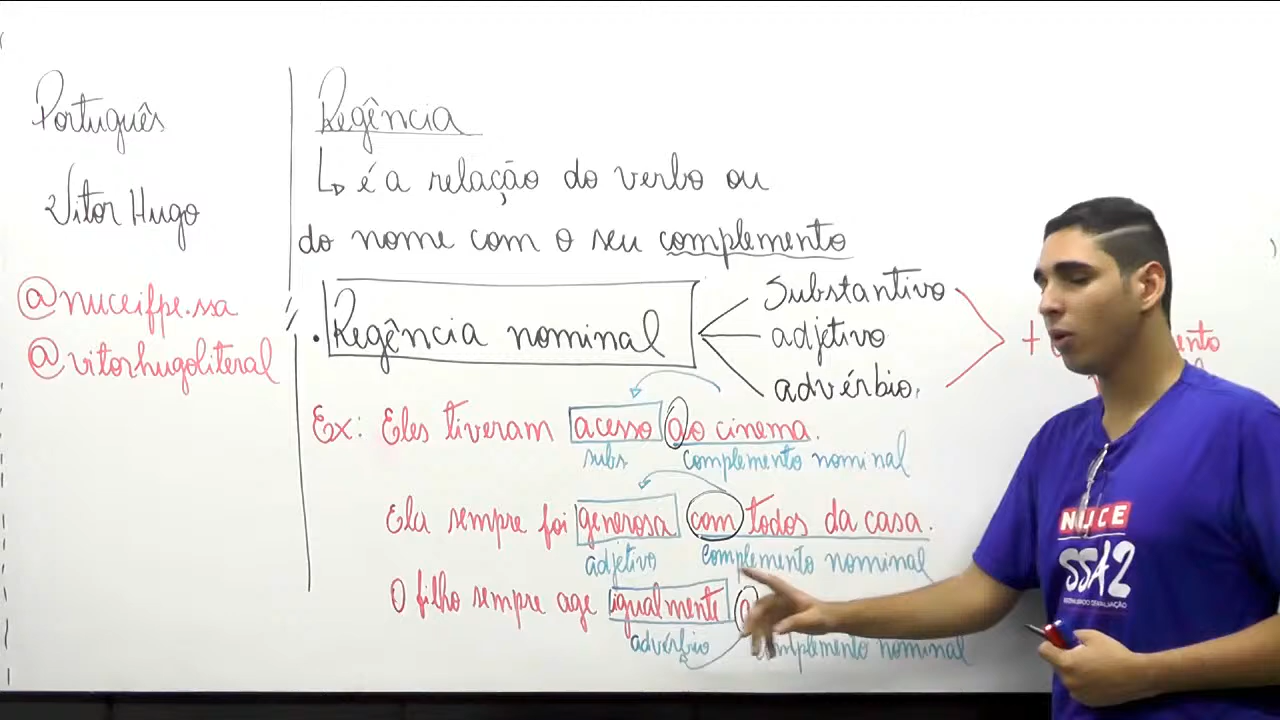 Português
Vitor Hugo
@nuceifpe.ssa
@vitorhugoliteral
Regência
↳ é a relação do verbo ou
do nome com o seu complemento
• Regência nominal
Substantivo
adjetivo
advérbio.
+
Ex: Eles tiveram acesso ao cinema.
subs
complemento nominal
Ela sempre foi generosa com todos da casa.
adjetivo
complemento nominal
O filho sempre age igualmente a
advérbio
complemento nominal
NUCE
SSA2